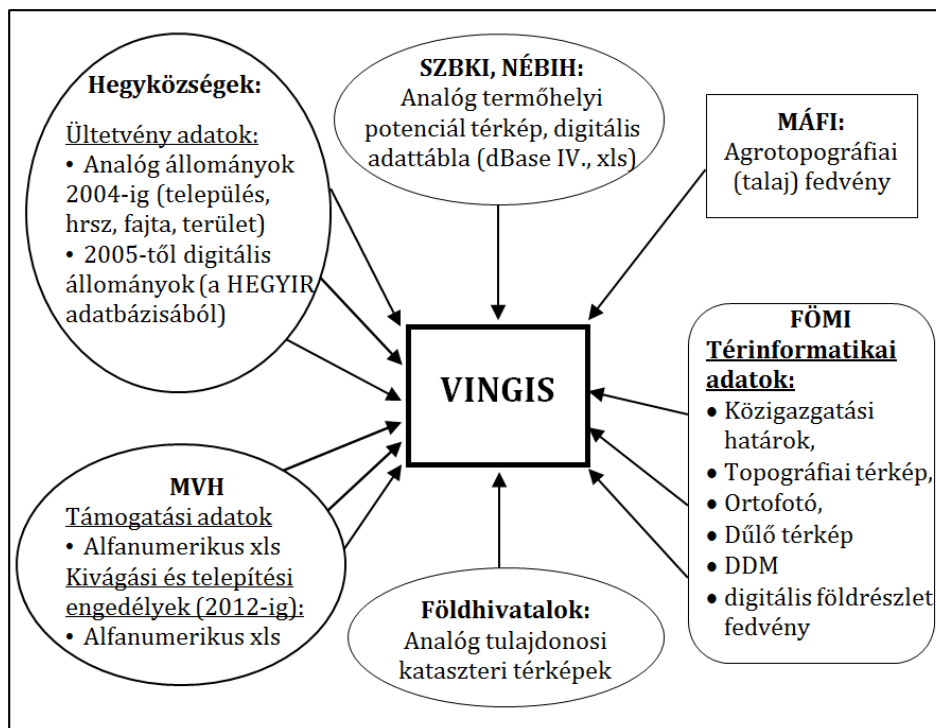 Hegyközségek:
Ültetvény adatok:
• Analóg állományok
2004-ig (település,
hrsz, fajta, terület)
• 2005-től digitális
állományok (a HEGYIR
adatbázisából)
SZBKI, NÉBIH:
Analóg termőhelyi
potenciál térkép, digitális
adattábla (dBase IV., xls)
MÁFI:
Agrotopográfiai
(talaj) fedvény
VINGIS
FÖMI
Térinformatikai
adatok:
• Közigazgatási
határok,
• Topográfiai térkép,
• Ortofotó,
• Dűlő térkép
• DDM
• digitális földrészlet
fedvény
MVH
Támogatási adatok
• Alfanumerikus xls
Kivágási és telepítési
engedélyek (2012-ig):
• Alfanumerikus xls
Földhivatalok:
Analóg tulajdonosi
kataszteri térképek